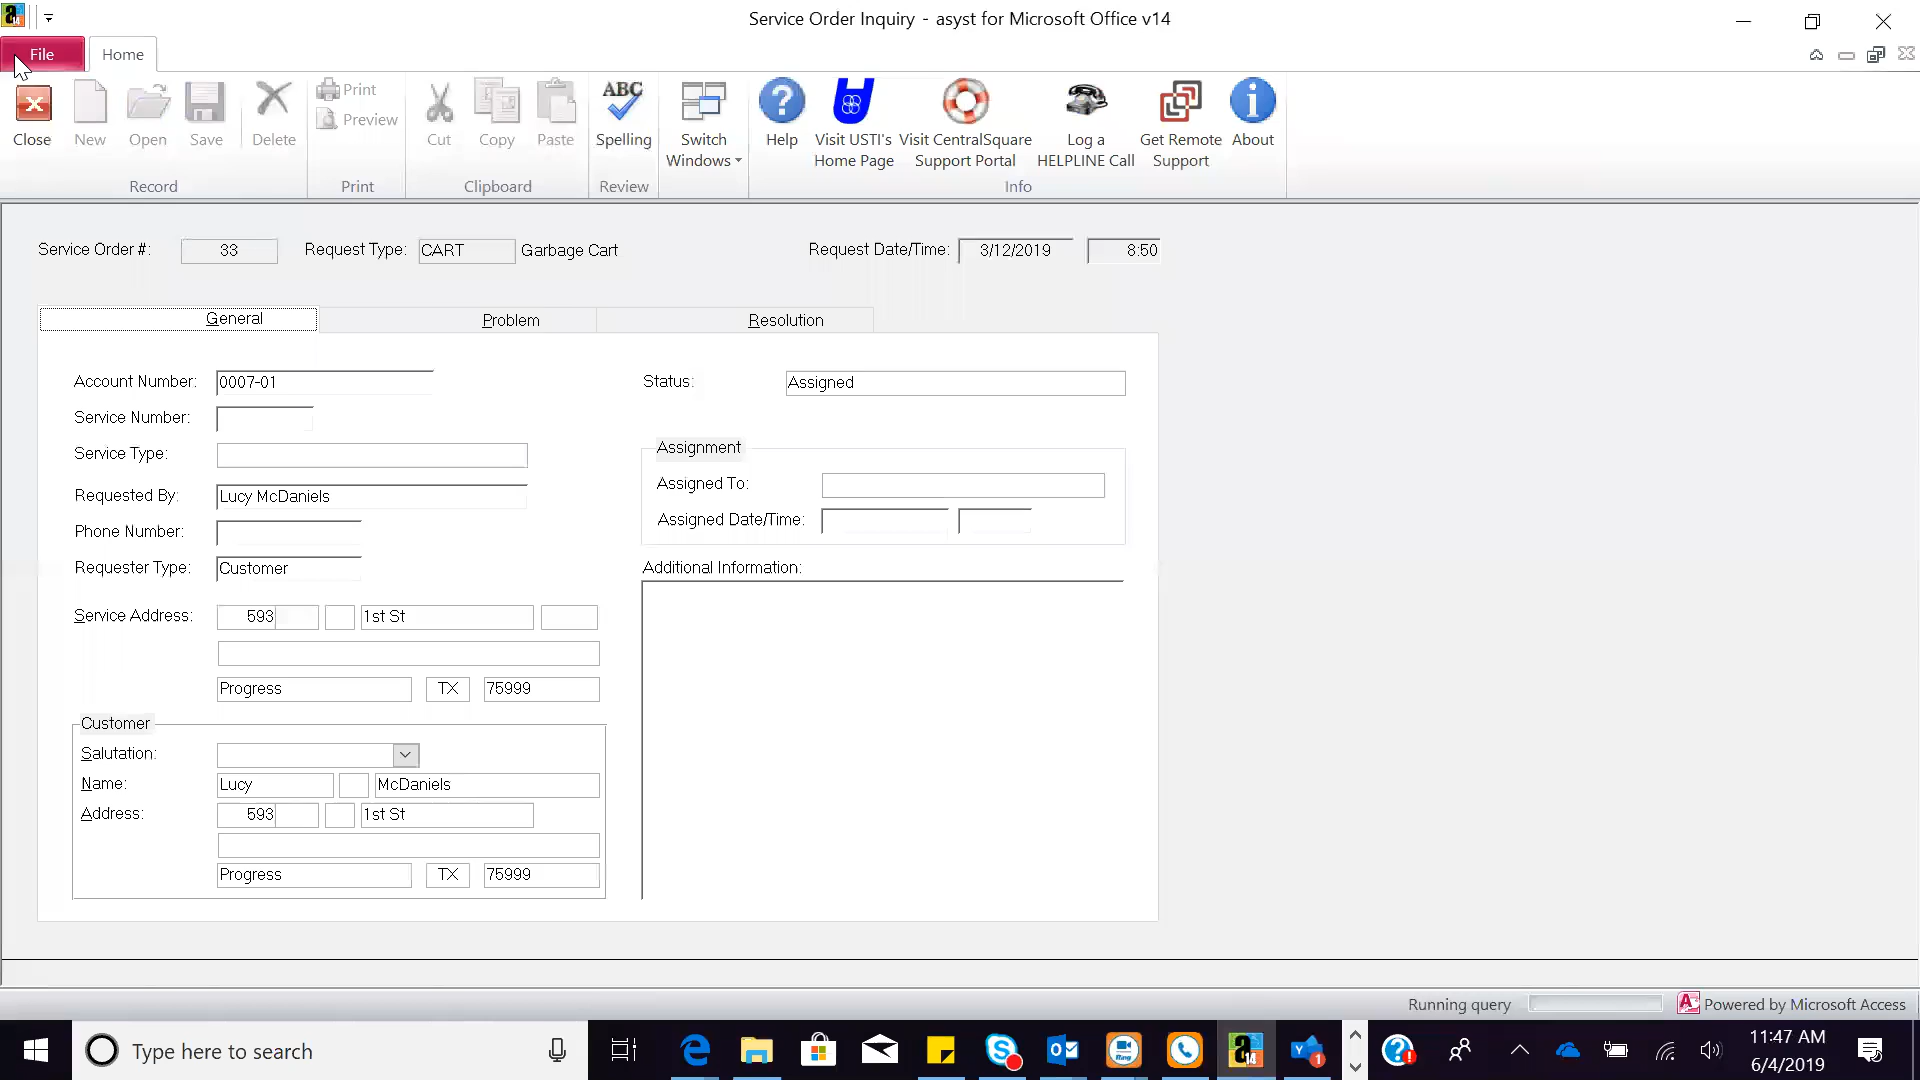 Service Order Inquiry - asyst for Microsoft Office v14
File Home
Close New Open Save Delete Print Preview Cut Copy Paste ABC Spelling Switch Windows Help Visit USTI's Home Page Visit CentralSquare Support Portal Log a HELPLINE Call Get Remote Support About
Record Print Clipboard Review Info
Service Order #: 33 Request Type: CART Garbage Cart Request Date/Time: 3/12/2019 8:50
General Problem Resolution
Account Number: 0007-01 Status: Assigned
Service Number:
Assignment
Service Type:
Assigned To:
Requested By: Lucy McDaniels
Assigned Date/Time:
Phone Number:
Requester Type: Customer Additional Information:
Service Address: 593 1st St
Progress TX 75999
Customer
Salutation:
Name: Lucy McDaniels
Address: 593 1st St
Progress TX 75999
Running query Powered by Microsoft Access
Type here to search 11:47 AM
6/4/2019